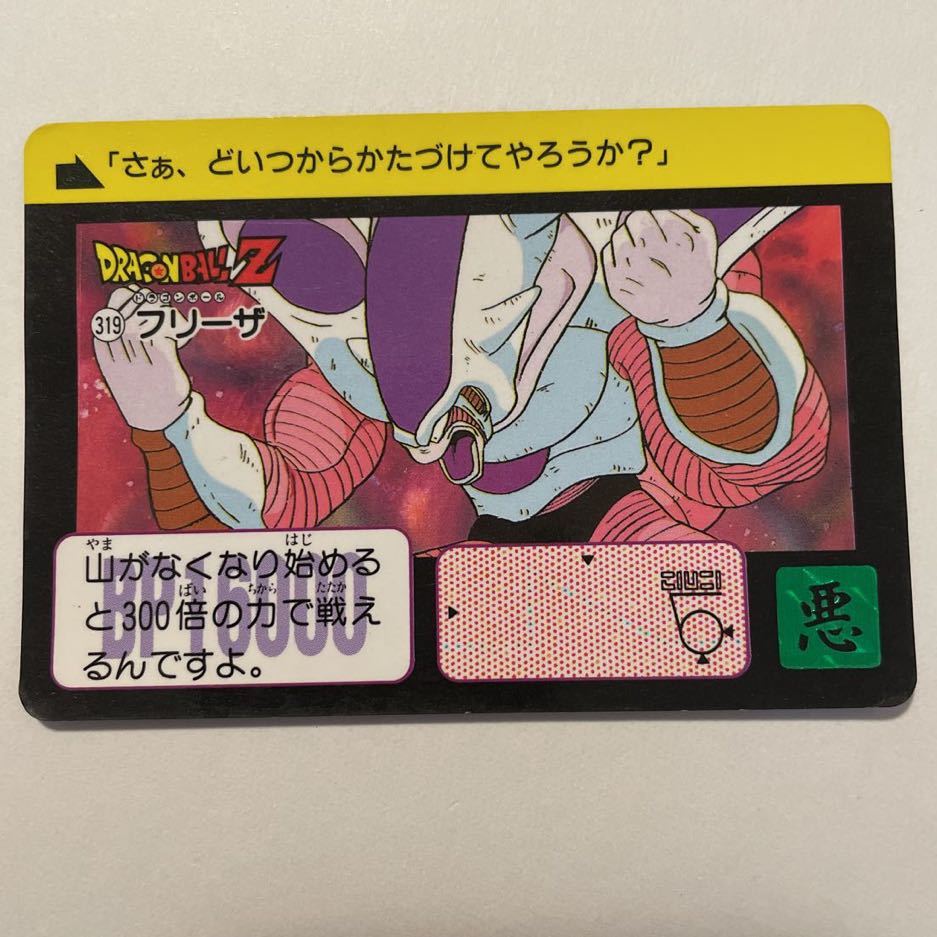 「さぁ、どいつからかたづけてやろうか？」
DRAGON BALL Z
ドラゴンボール
319 フリーザ
やま はじ
山がなくなり始める
ばい ちから たたか
と300倍の力で戦え
るんですよ。
悪